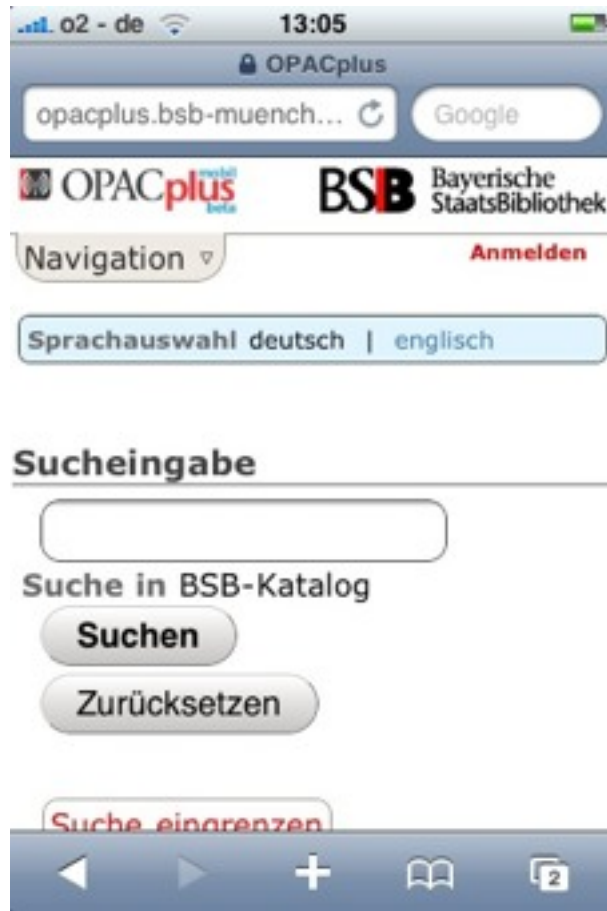 o2 - de 13:05
OPACplus
opacplus.bsb-muench... Google
OPACplus mobil beta BSB Bayerische StaatsBibliothek
Navigation Anmelden
Sprachauswahl deutsch | englisch
Sucheingabe
Suche in BSB-Katalog
Suchen
Zurücksetzen
Suche eingrenzen
2